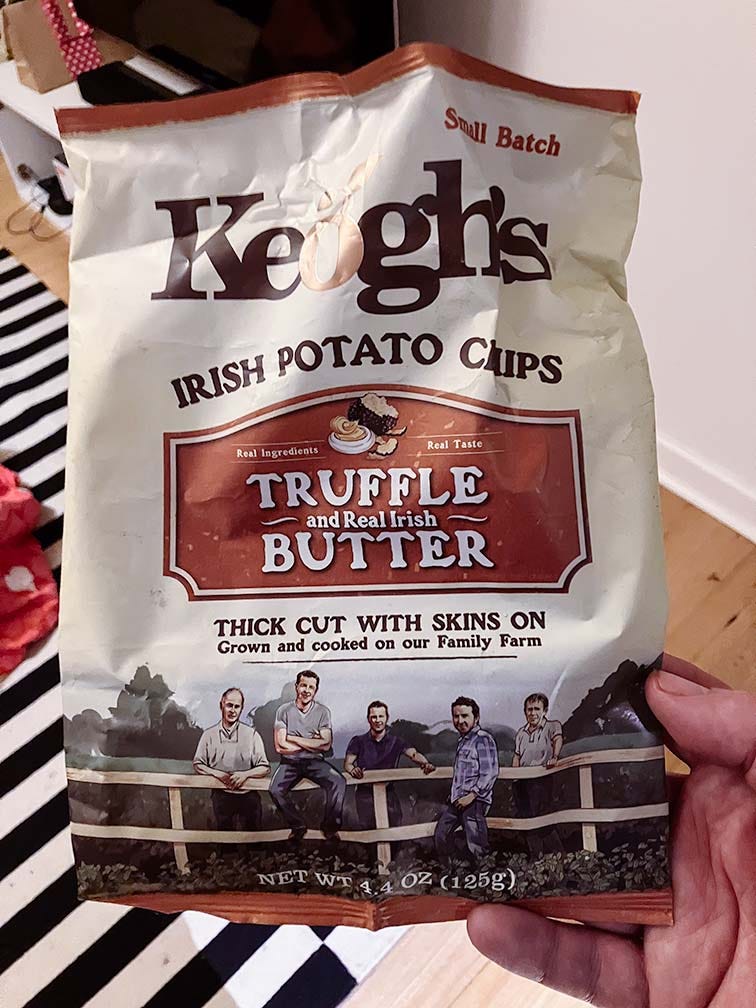 Small Batch
Keogh's
IRISH POTATO CHIPS
Real Ingredients
Real Taste
TRUFFLE
and Real Irish
BUTTER
THICK CUT WITH SKINS ON
Grown and cooked on our Family Farm
NET WT 4.4 OZ (125g)